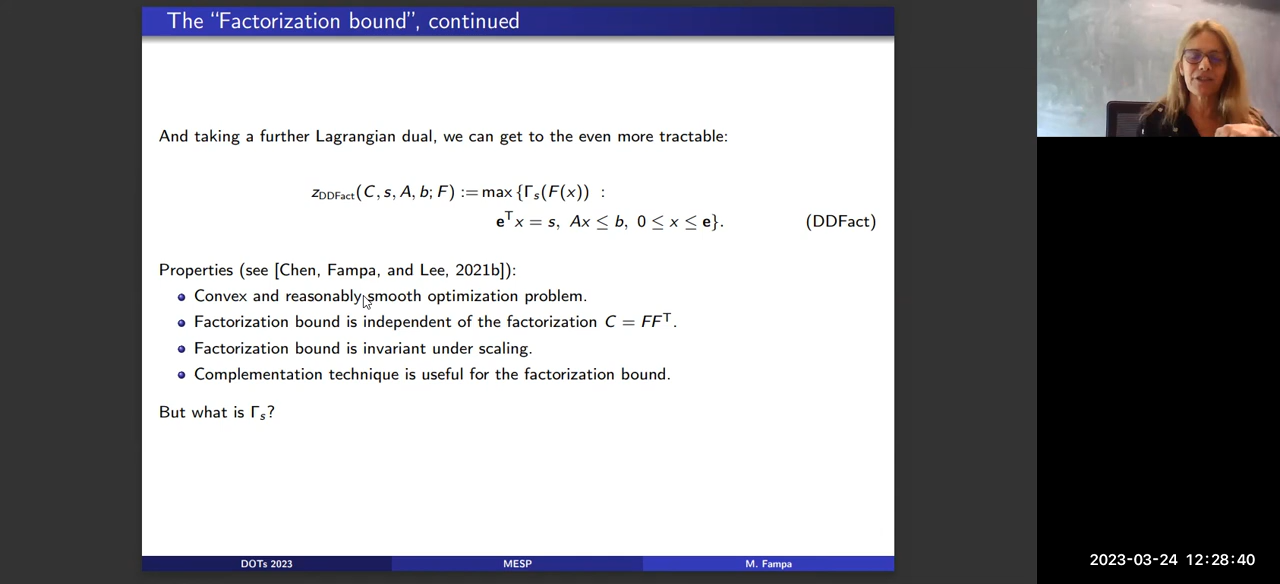 The “Factorization bound”, continued
And taking a further Lagrangian dual, we can get to the even more tractable:
z_DDFact(C, s, A, b; F) := max {Γ_s(F(x)) :
e^⊤x = s, Ax ≤ b, 0 ≤ x ≤ e}. (DDFact)
Properties (see [Chen, Fampa, and Lee, 2021b]):
Convex and reasonably smooth optimization problem.
Factorization bound is independent of the factorization C = FF^⊤.
Factorization bound is invariant under scaling.
Complementation technique is useful for the factorization bound.
But what is Γ_s?
DOTs 2023 MESP M. Fampa
2023-03-24 12:28:40